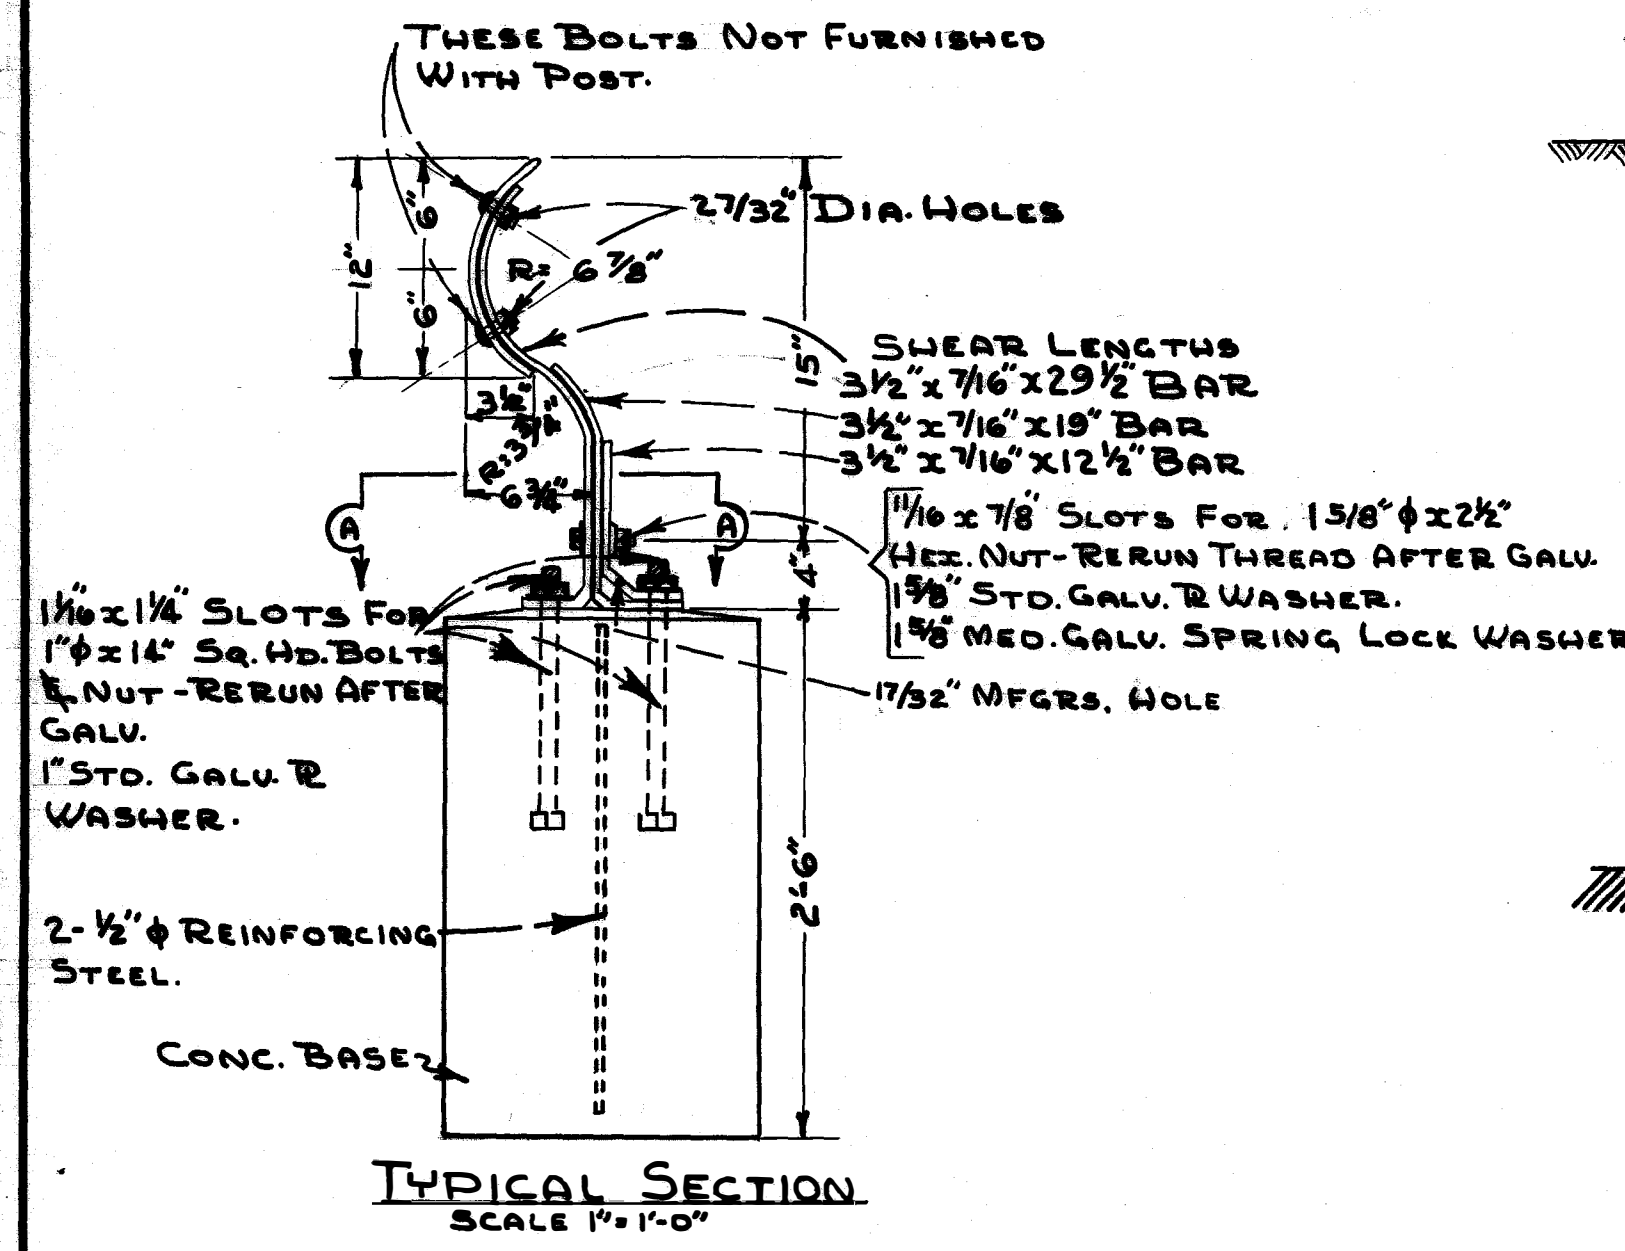 THESE BOLTS NOT FURNISHED
WITH POST.
27/32" DIA. HOLES
12"
6"
6"
R= 6 7/8"
15"
SHEAR LENGTHS
3½" x 7/16" x 29½" BAR
3½" x 7/16" x 19" BAR
3½" x 7/16" x 12½" BAR
3½"
6¾"
A
A
11/16 x 7/8" SLOTS FOR 1 5/8" ϕ x 2½"
HEX. NUT-RERUN THREAD AFTER GALV.
1 5/8" STD. GALV. PL WASHER.
1 5/8" MED. GALV. SPRING LOCK WASHER
4"
1 1/16" x 1¼" SLOTS FOR
1" ϕ x 14" SQ. HD. BOLTS
& NUT - RERUN AFTER
GALV.
1" STD. GALV. PL
WASHER.
17/32" MFGRS. HOLE
2'-6"
2 - ½" ϕ REINFORCING
STEEL.
CONC. BASE
TYPICAL SECTION
SCALE 1" = 1'-0"